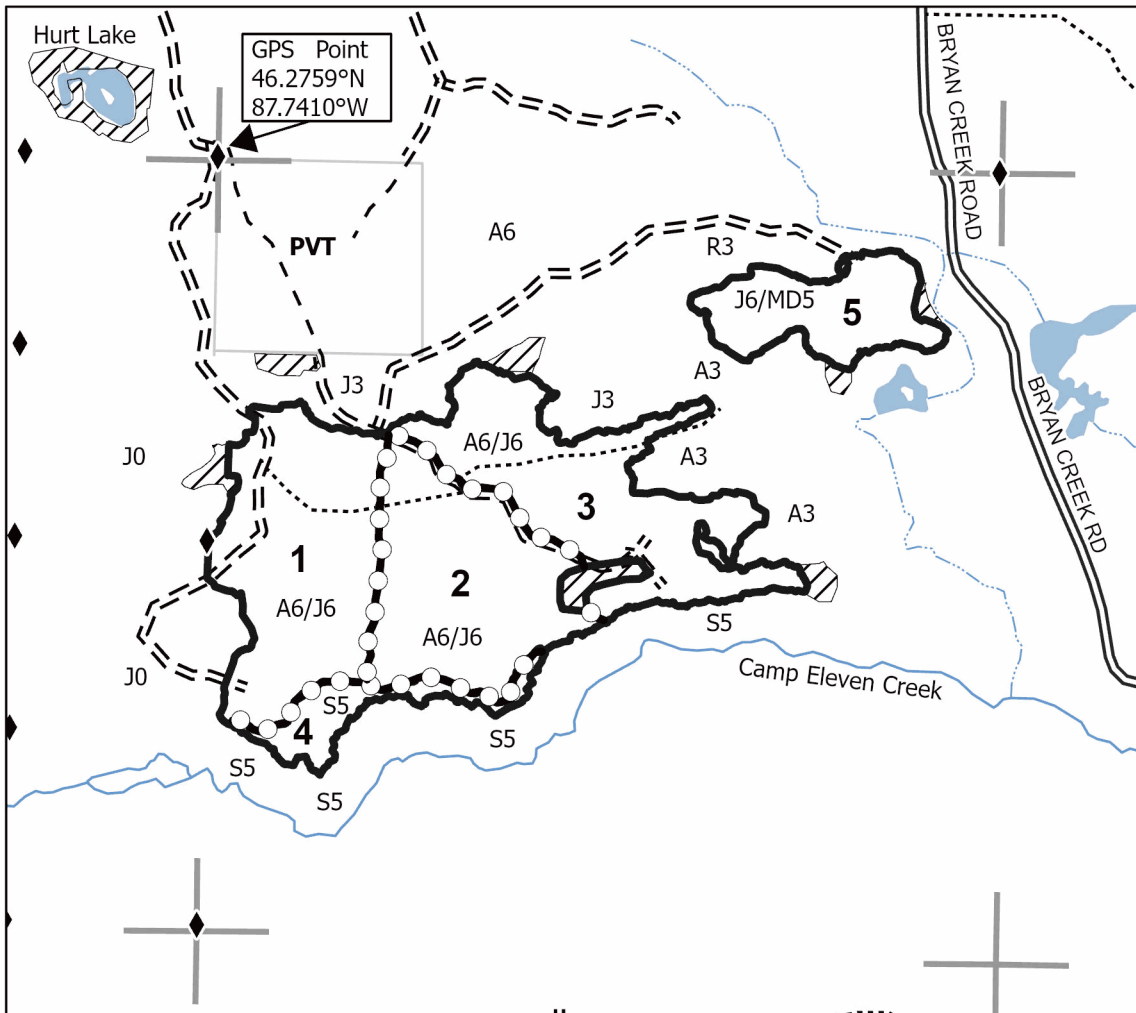 Hurt Lake
GPS Point
46.2759°N
87.7410°W
BRYAN CREEK ROAD
PVT
A6
R3
J6/MD5
5
A3
J3
J3
A6/J6
J0
A3
3
A3
1
2
A6/J6
A6/J6
S5
J0
Camp Eleven Creek
BRYAN CREEK RD
S5
4
S5
S5
S5